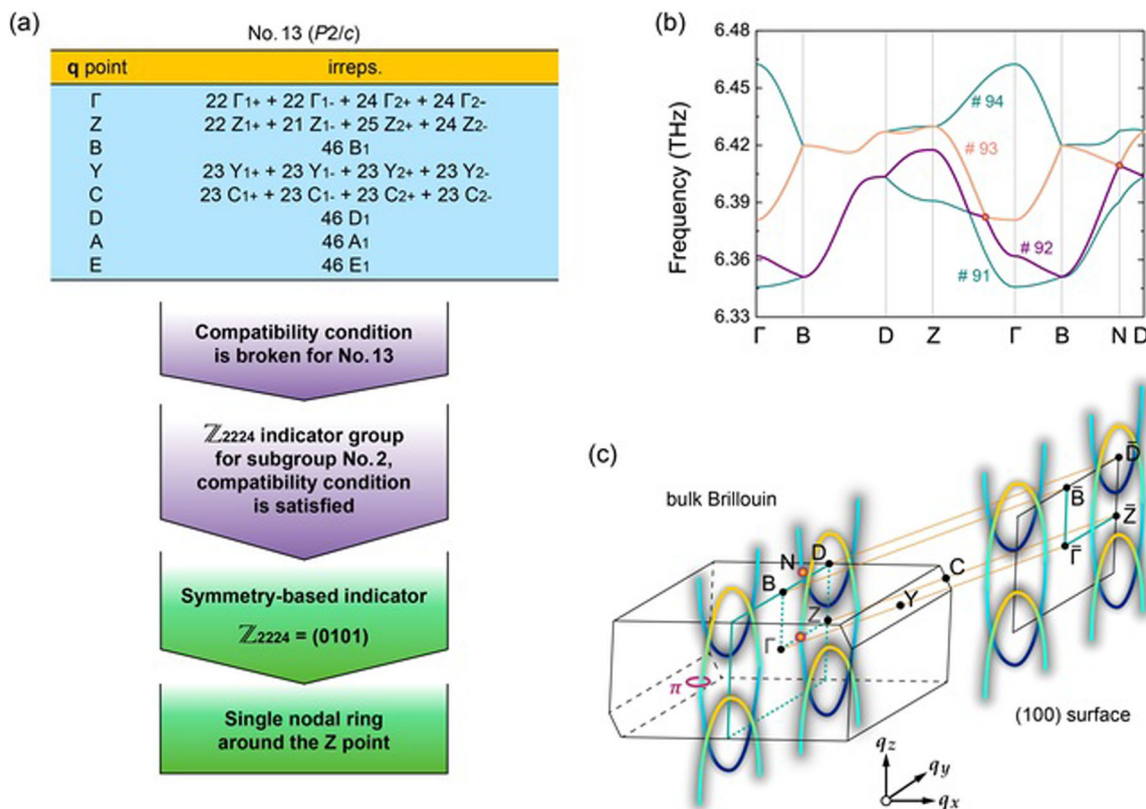 (a)
No. 13 (P2/c)
q point irreps.
Γ 22 Γ1+ + 22 Γ1- + 24 Γ2+ + 24 Γ2-
Z 22 Z1+ + 21 Z1- + 25 Z2+ + 24 Z2-
B 46 B1
Y 23 Y1+ + 23 Y1- + 23 Y2+ + 23 Y2-
C 23 C1+ + 23 C1- + 23 C2+ + 23 C2-
D 46 D1
A 46 A1
E 46 E1
Compatibility condition
is broken for No. 13
ℤ2224 indicator group
for subgroup No. 2,
compatibility condition
is satisfied
Symmetry-based indicator
ℤ2224 = (0101)
Single nodal ring
around the Z point
(b)
Frequency (THz)
6.48
6.45
6.42
6.39
6.36
6.33
# 94
# 93
# 92
# 91
Γ B D Z Γ B N D
(c)
bulk Brillouin
N D
B
Γ
Z
Y
C
π
D̄
B̄
Z̄
Γ̄
(100) surface
qz
qy
qx